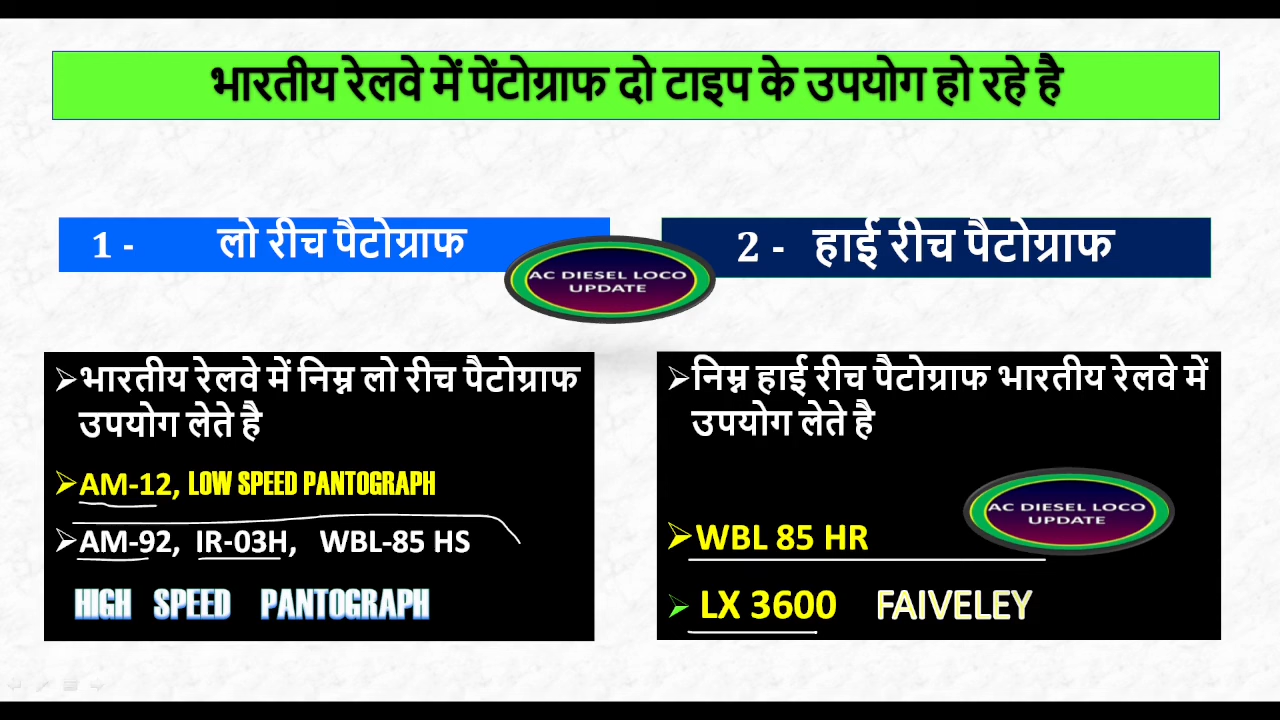 भारतीय रेलवे में पेंटोग्राफ दो टाइप के उपयोग हो रहे है
1 - लो रीच पैटोग्राफ
2 - हाई रीच पैटोग्राफ
AC DIESEL LOCO
UPDATE
➢भारतीय रेलवे में निम्न लो रीच पैटोग्राफ
उपयोग लेते है
➢AM-12, LOW SPEED PANTOGRAPH
➢AM-92, IR-03H, WBL-85 HS
HIGH SPEED PANTOGRAPH
➢निम्न हाई रीच पैटोग्राफ भारतीय रेलवे में
उपयोग लेते है
AC DIESEL LOCO
UPDATE
➢WBL 85 HR
➢ LX 3600 FAIVELEY